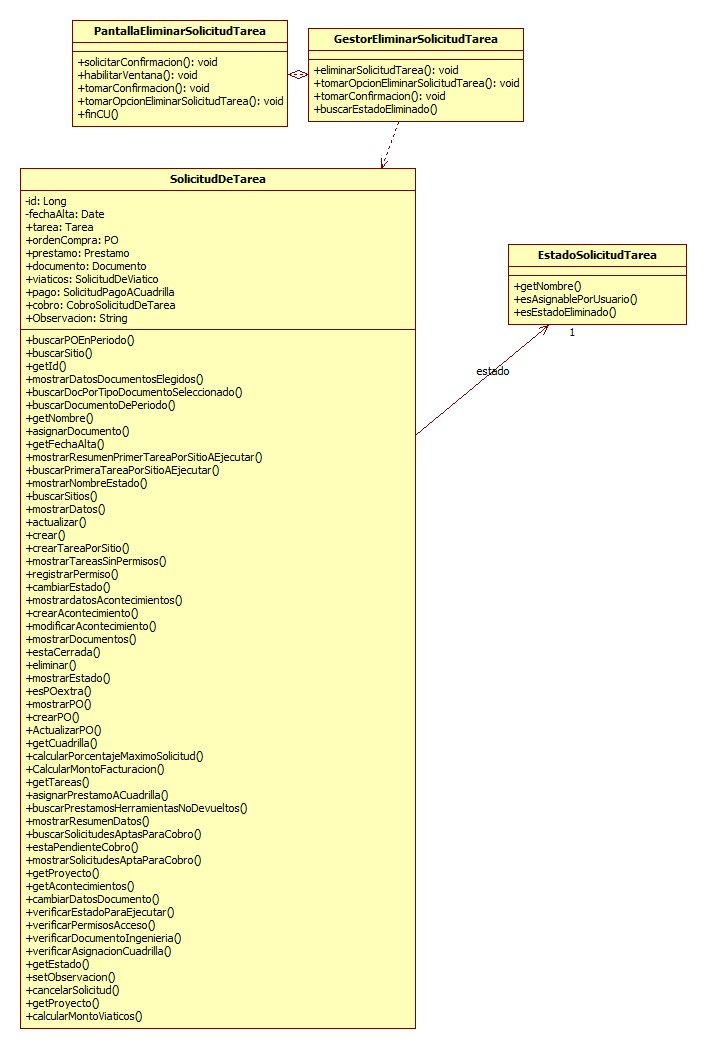 PantallaEliminarSolicitudTarea
+solicitarConfirmacion(): void
+habilitarVentana(): void
+tomarConfirmacion(): void
+tomarOpcionEliminarSolicitudTarea(): void
+finCU()
GestorEliminarSolicitudTarea
+eliminarSolicitudTarea(): void
+tomarOpcionEliminarSolicitudTarea(): void
+tomarConfirmacion(): void
+buscarEstadoEliminado()
SolicitudDeTarea
-id: Long
-fechaAlta: Date
+tarea: Tarea
+ordenCompra: PO
+prestamo: Prestamo
+documento: Documento
+viaticos: SolicitudDeViatico
+pago: SolicitudPagoACuadrilla
+cobro: CobroSolicitudDeTarea
+Observacion: String
+buscarPOEnPeriodo()
+buscarSitio()
+getId()
+mostrarDatosDocumentosElegidos()
+buscarDocPorTipoDocumentoSeleccionado()
+buscarDocumentoDePeriodo()
+getNombre()
+asignarDocumento()
+getFechaAlta()
+mostrarResumenPrimerTareaPorSitioAEjecutar()
+buscarPrimeraTareaPorSitioAEjecutar()
+mostrarNombreEstado()
+buscarSitios()
+mostrarDatos()
+actualizar()
+crear()
+crearTareaPorSitio()
+mostrarTareasSinPermisos()
+registrarPermiso()
+cambiarEstado()
+mostrardatosAcontecimientos()
+crearAcontecimiento()
+modificarAcontecimiento()
+mostrarDocumentos()
+estaCerrada()
+eliminar()
+mostrarEstado()
+esPOextra()
+mostrarPO()
+crearPO()
+ActualizarPO()
+getCuadrilla()
+calcularPorcentajeMaximoSolicitud()
+CalcularMontoFacturacion()
+getTareas()
+asignarPrestamoACuadrilla()
+buscarPrestamosHerramientasNoDevueltos()
+mostrarResumenDatos()
+buscarSolicitudesAptasParaCobro()
+estaPendienteCobro()
+mostrarSolicitudesAptaParaCobro()
+getProyecto()
+getAcontecimientos()
+cambiarDatosDocumento()
+verificarEstadoParaEjecutar()
+verificarPermisosAcceso()
+verificarDocumentoIngenieria()
+verificarAsignacionCuadrilla()
+getEstado()
+setObservacion()
+cancelarSolicitud()
+getProyecto()
+calcularMontoViaticos()
EstadoSolicitudTarea
+getNombre()
+esAsignablePorUsuario()
+esEstadoEliminado()
1
estado